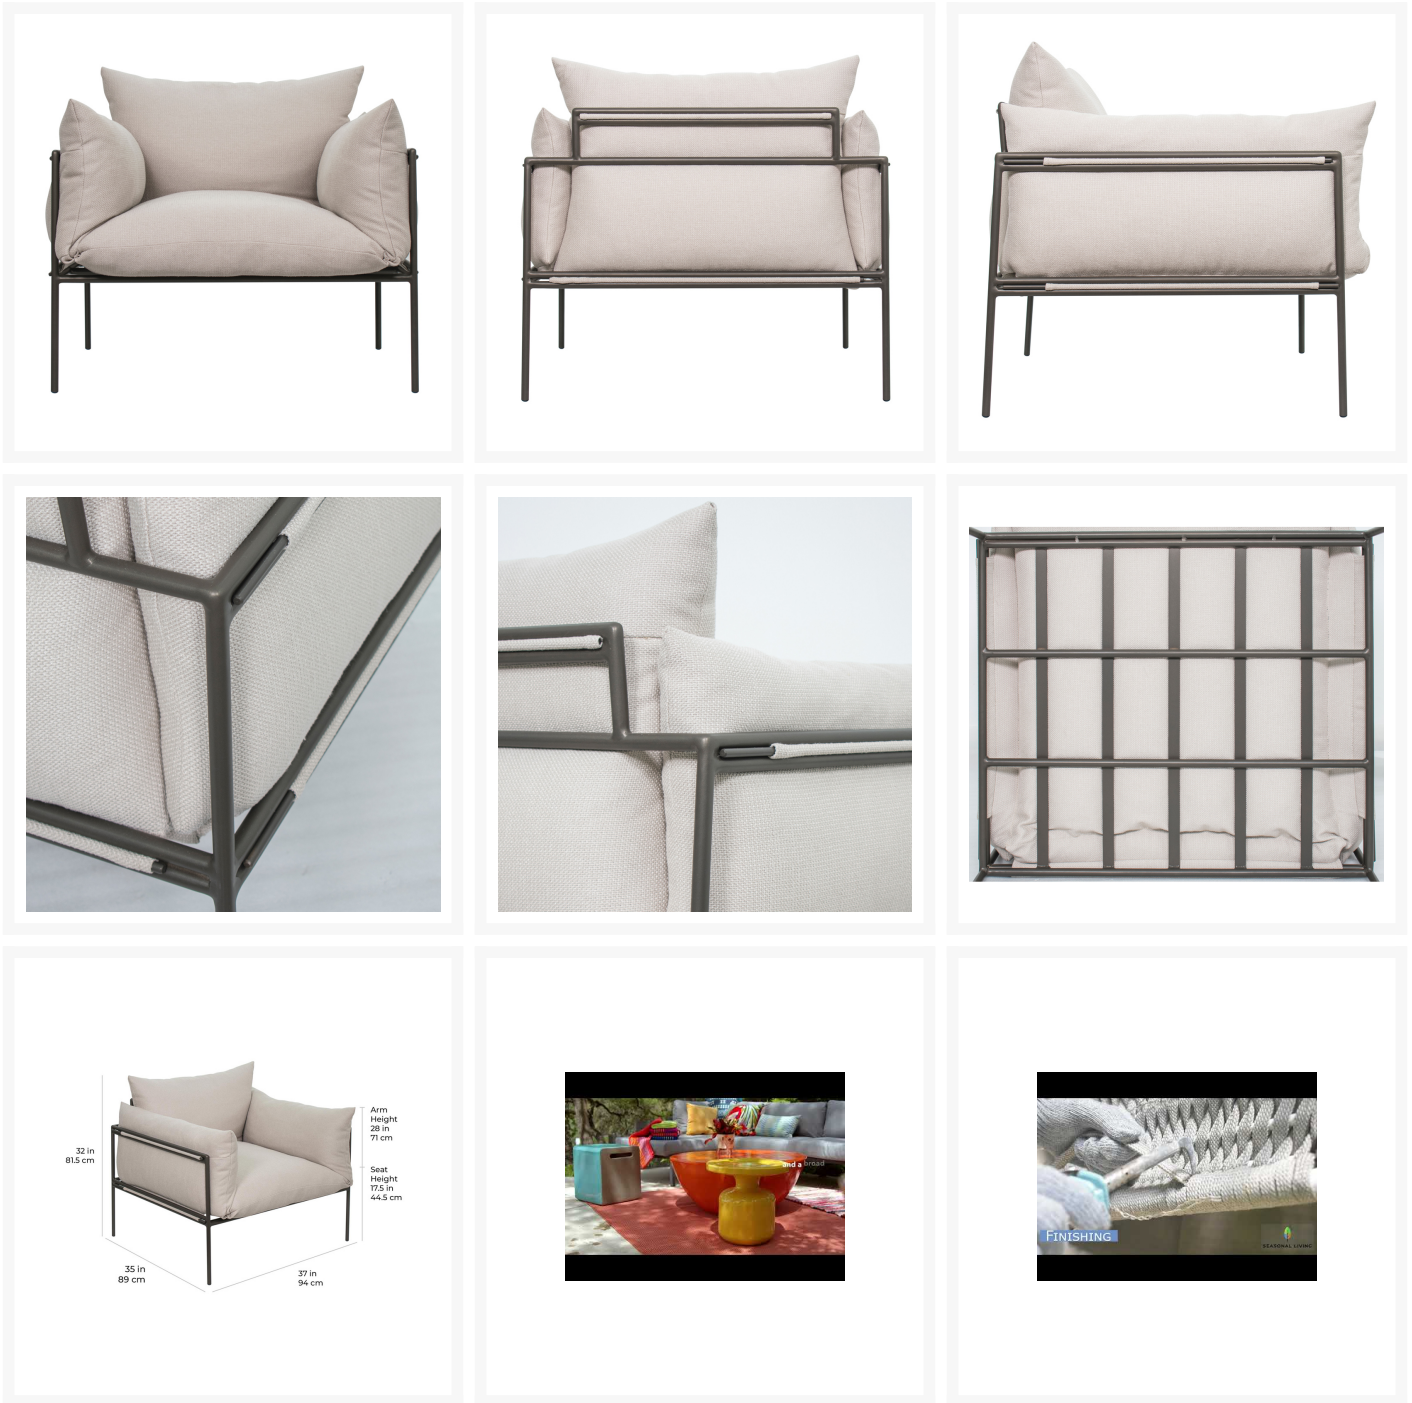 32 in
81.5 cm
Arm
Height
28 in
71 cm
Seat
Height
17.5 in
44.5 cm
35 in
89 cm
37 in
94 cm
and a broad
FINISHING
SEASONAL LIVING